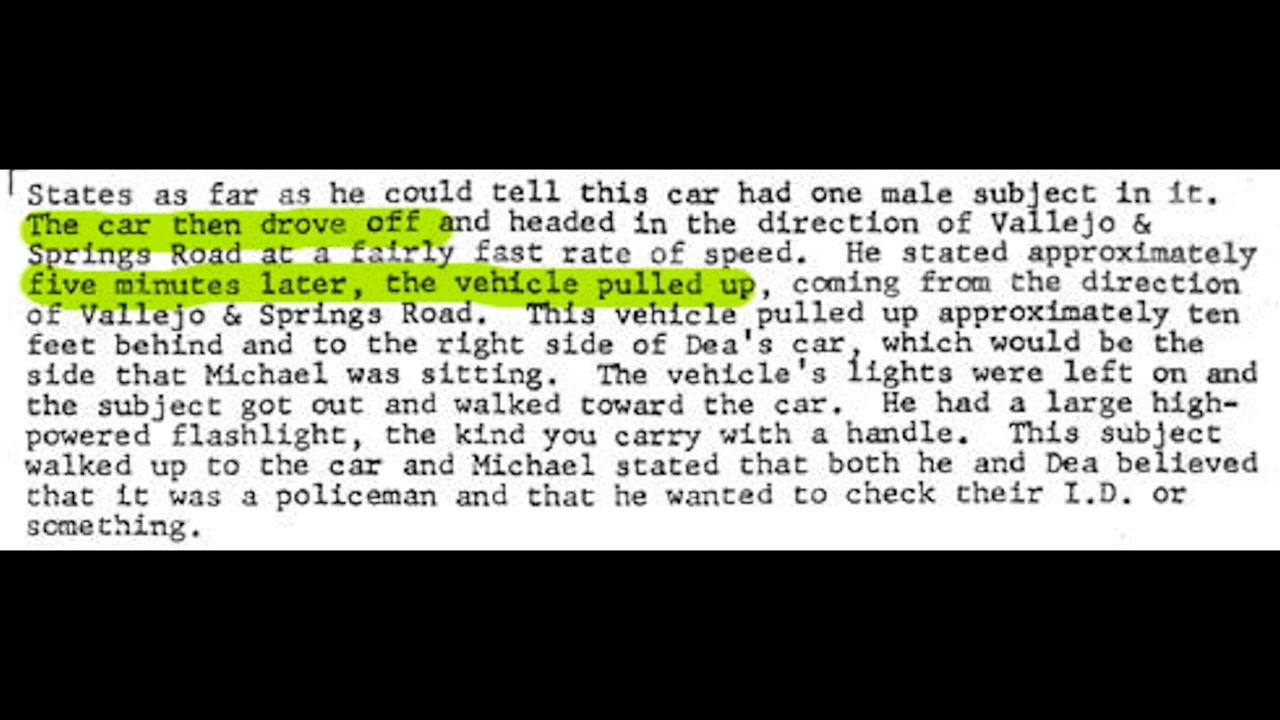 States as far as he could tell this car had one male subject in it.
The car then drove off and headed in the direction of Vallejo &
Springs Road at a fairly fast rate of speed.  He stated approximately
five minutes later, the vehicle pulled up, coming from the direction
of Vallejo & Springs Road.  This vehicle pulled up approximately ten
feet behind and to the right side of Dea's car, which would be the
side that Michael was sitting.  The vehicle's lights were left on and
the subject got out and walked toward the car.  He had a large high-
powered flashlight, the kind you carry with a handle.  This subject
walked up to the car and Michael stated that both he and Dea believed
that it was a policeman and that he wanted to check their I.D. or
something.